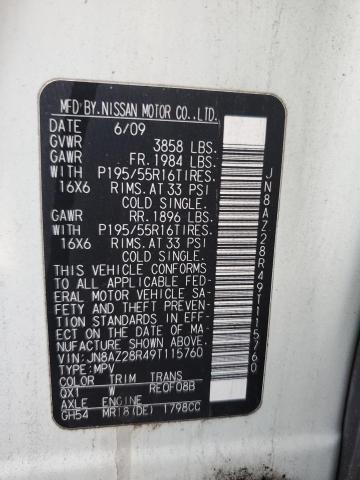 MFD.BY.NISSAN MOTOR CO.,LTD.
DATE 6/09
GVWR 3858 LBS.
GAWR FR.1984 LBS.
WITH P195/55R16TIRES.
16X6 RIMS.AT 33 PSI
COLD SINGLE.
GAWR RR.1896 LBS.
WITH P195/55R16TIRES.
16X6 RIMS.AT 33 PSI
COLD SINGLE.
THIS VEHICLE CONFORMS
TO ALL APPLICABLE FED-
ERAL MOTOR VEHICLE SA-
FETY AND THEFT PREVENTION
STANDARDS IN EFF-
ECT ON THE DATE OF MA-
NUFACTURE SHOWN ABOVE.
VIN:JN8AZ28R49T115760
TYPE:MPV
COLOR TRIM TRANS
QX1 W RE0F08B
AXLE ENGINE
GH54 MR18(DE) 1798CC
JN8AZ28R49T115760